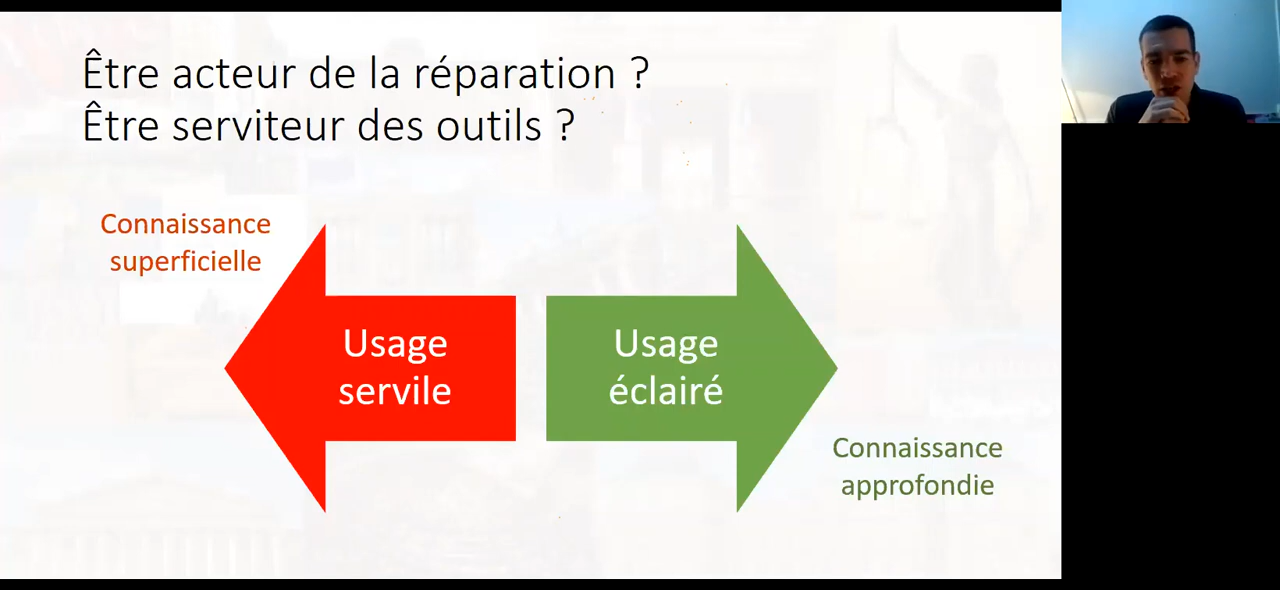 Être acteur de la réparation ?
Être serviteur des outils ?
Connaissance
superficielle
Usage
servile
Usage
éclairé
Connaissance
approfondie